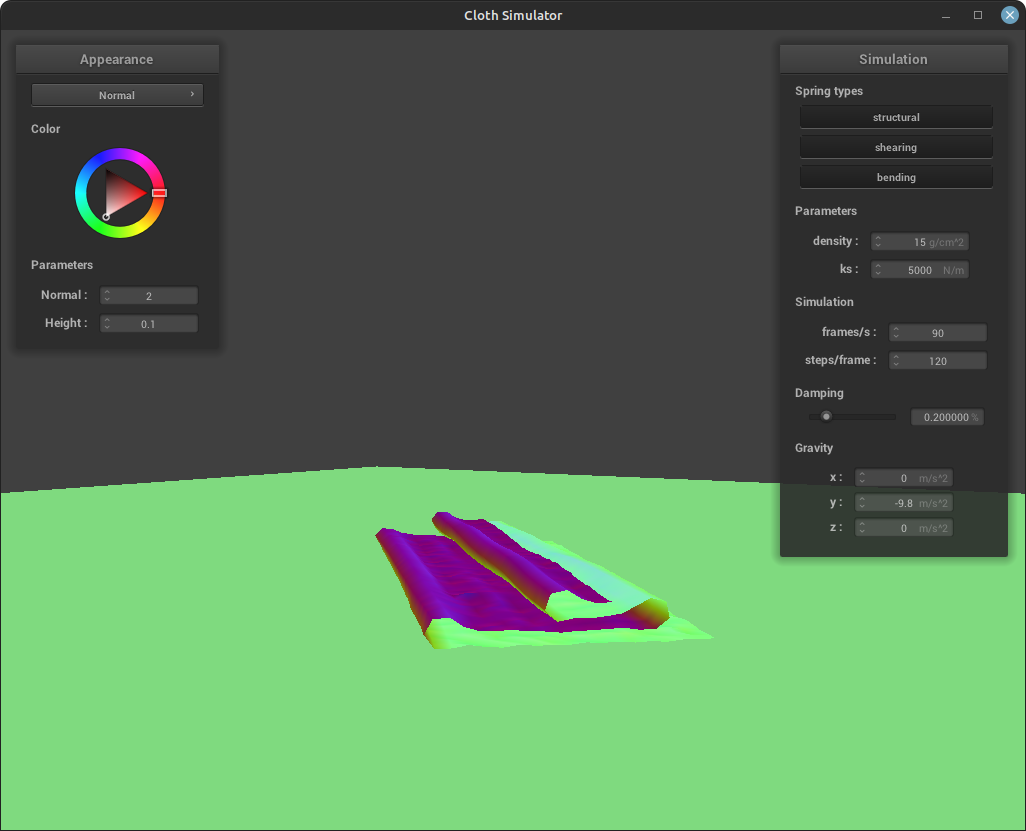 Cloth Simulator
Appearance
Normal
Color
Parameters
Normal : 2
Height : 0.1
Simulation
Spring types
structural
shearing
bending
Parameters
density : 15 g/cm^2
ks : 5000 N/m
Simulation
frames/s : 90
steps/frame : 120
Damping
0.200000 %
Gravity
x : 0 m/s^2
y : -9.8 m/s^2
z : 0 m/s^2